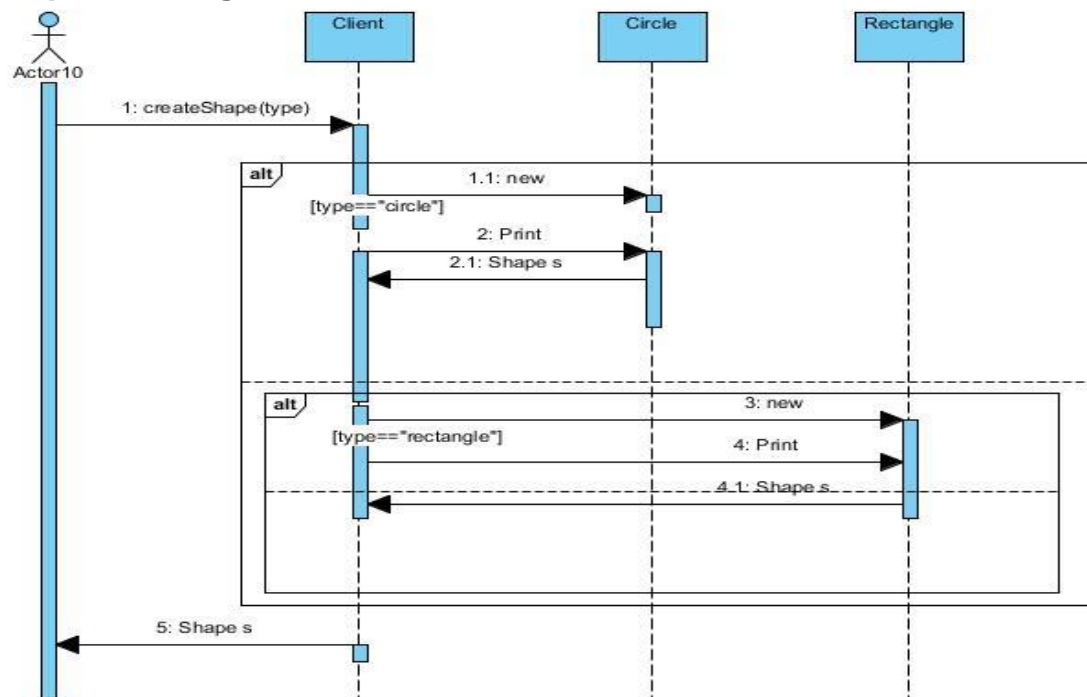 Client
Circle
Rectangle
Actor10
1: createShape(type)
alt
1.1: new
[type=="circle"]
2: Print
2.1: Shape s
alt
3: new
[type=="rectangle"]
4: Print
4.1: Shape s
5: Shape s